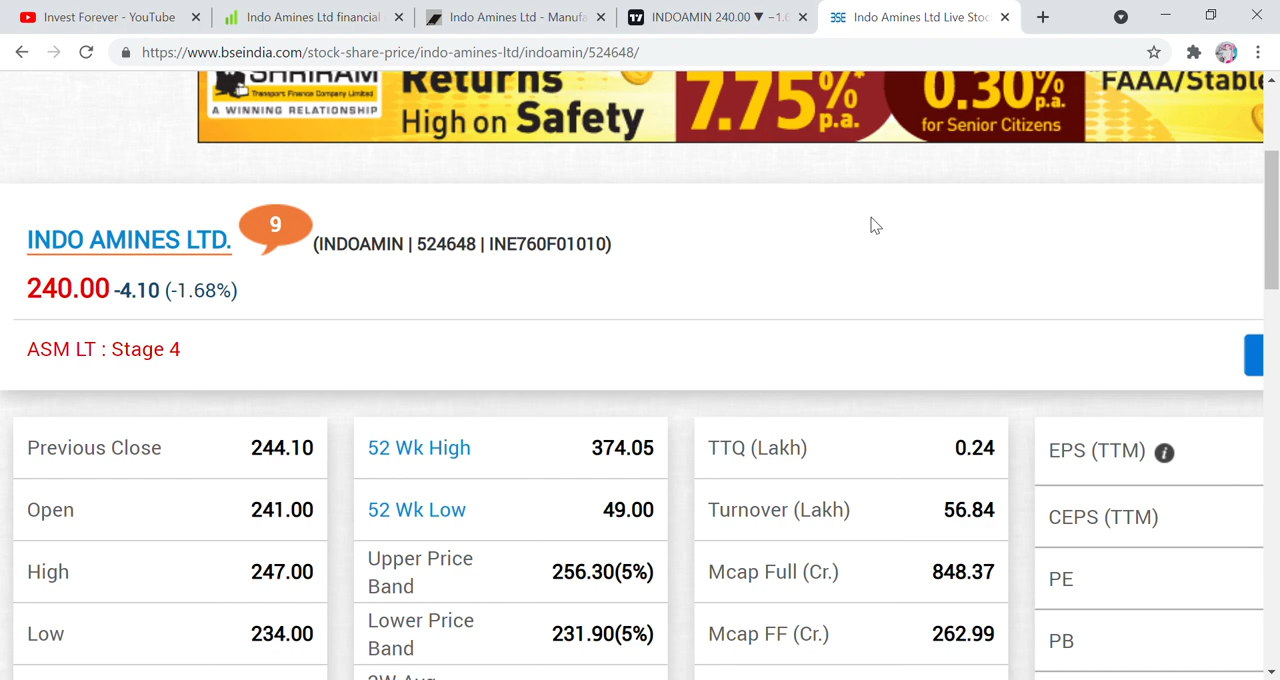 Invest Forever - YouTube
Indo Amines Ltd financial
Indo Amines Ltd - Manufa
INDOAMIN 240.00 ▼ −1.6
BSE Indo Amines Ltd Live Stoc
https://www.bseindia.com/stock-share-price/indo-amines-ltd/indoamin/524648/
SHRIRAM
Transport Finance Company Limited
A WINNING RELATIONSHIP
Returns
High on Safety
7.75%*
p.a.
0.30%
p.a.
for Senior Citizens
FAAA/Stable
INDO AMINES LTD. 9 (INDOAMIN | 524648 | INE760F01010)
240.00 -4.10 (-1.68%)
ASM LT : Stage 4
Previous Close 244.10
Open 241.00
High 247.00
Low 234.00
52 Wk High 374.05
52 Wk Low 49.00
Upper Price
Band 256.30(5%)
Lower Price
Band 231.90(5%)
TTQ (Lakh) 0.24
Turnover (Lakh) 56.84
Mcap Full (Cr.) 848.37
Mcap FF (Cr.) 262.99
EPS (TTM) i
CEPS (TTM)
PE
PB